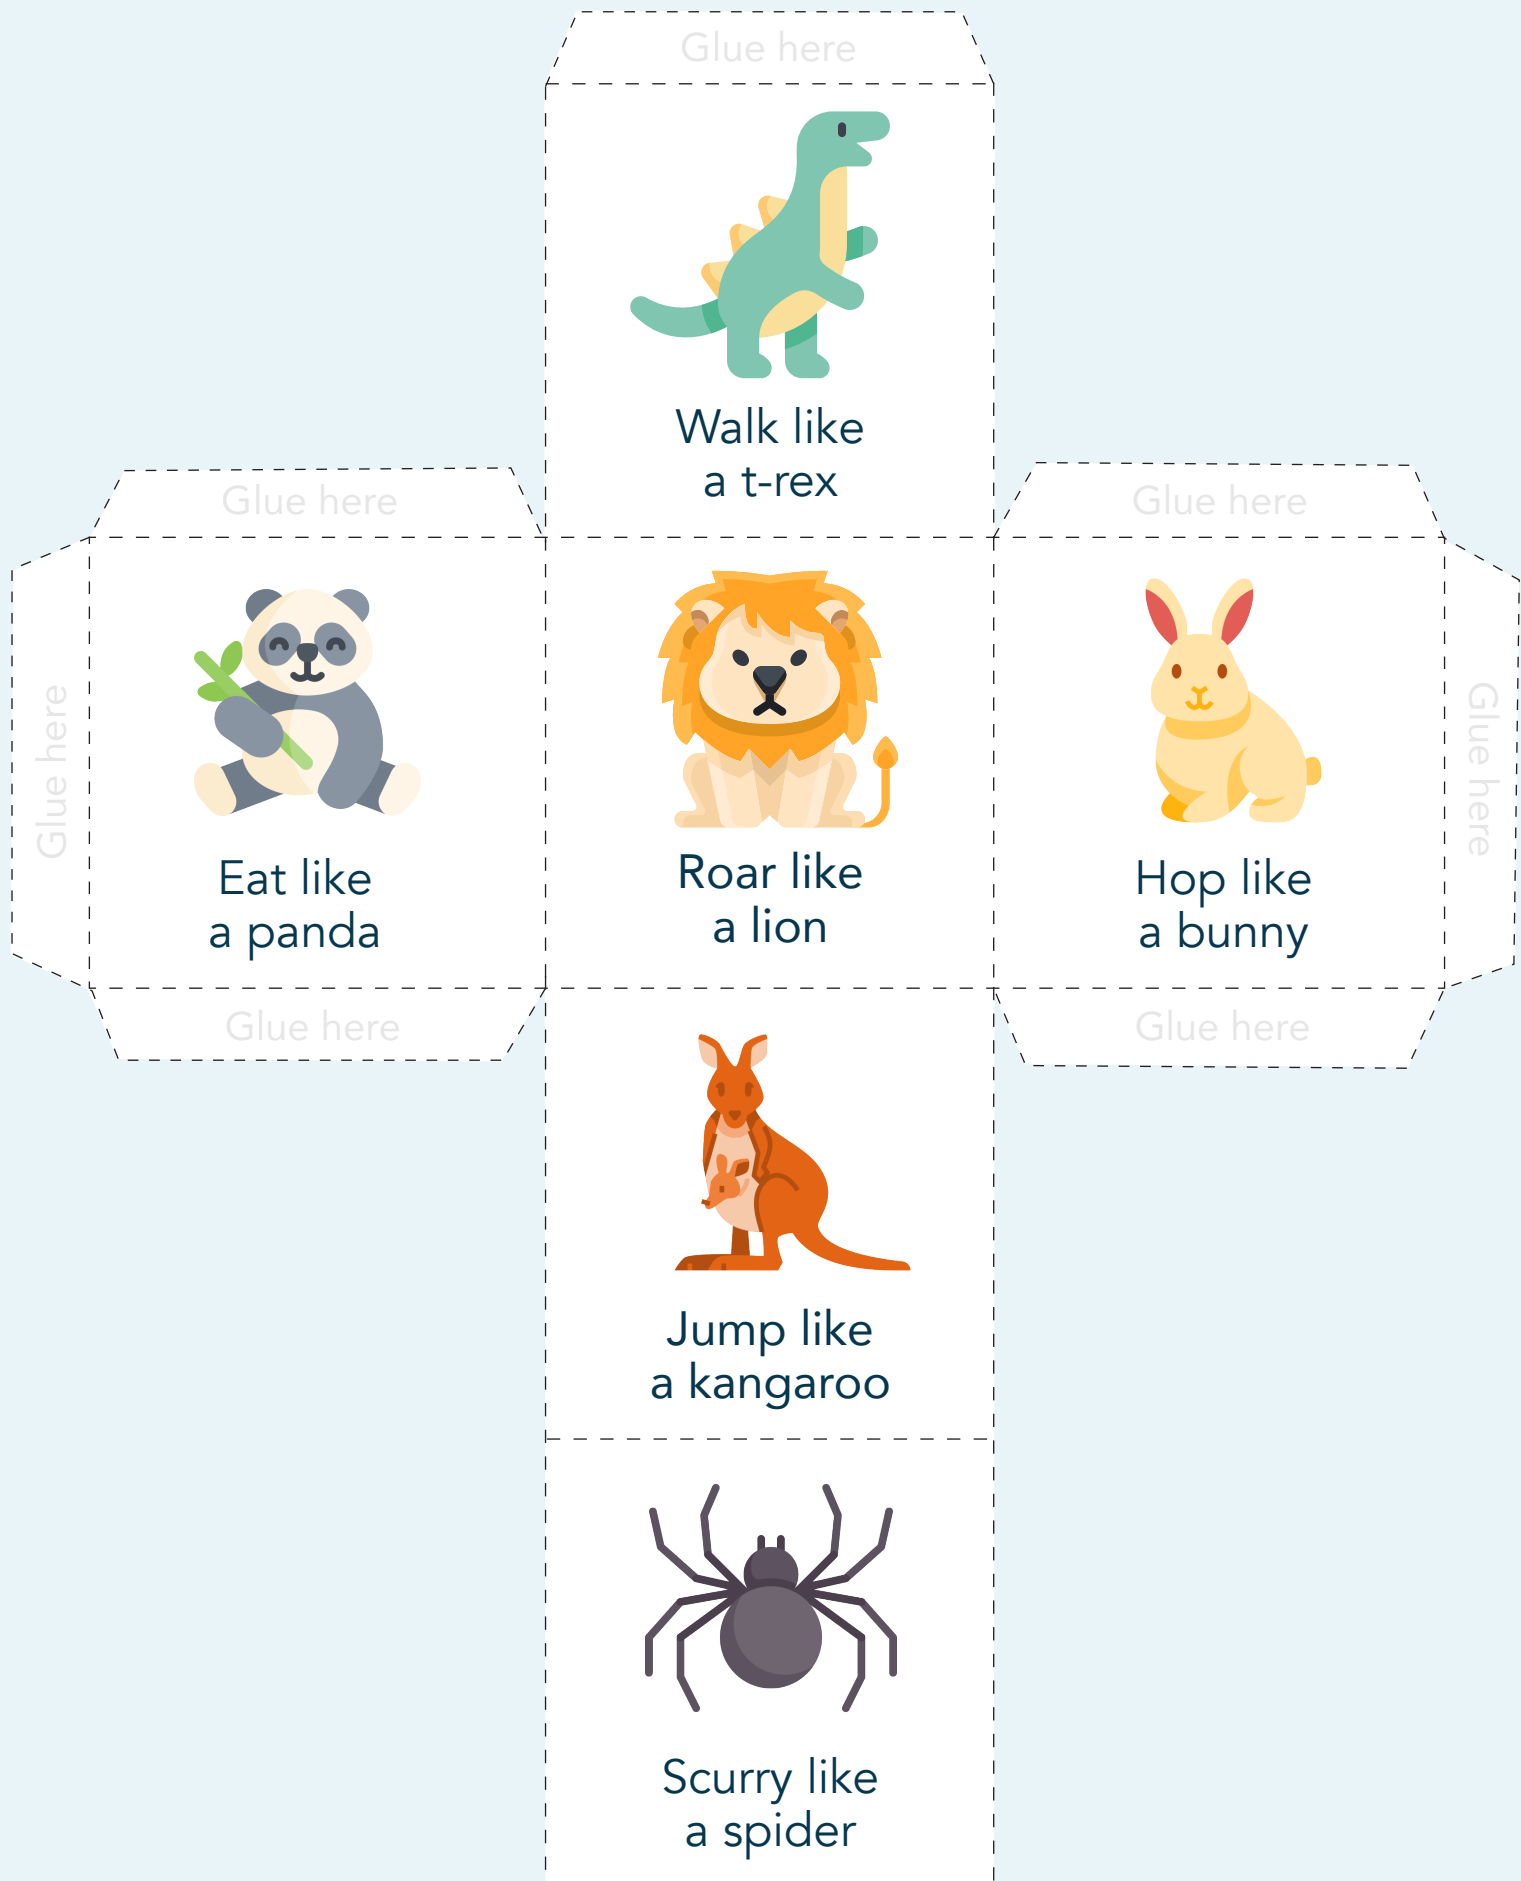 Glue here
Walk like
a t-rex
Glue here
Glue here
Glue here
Eat like
a panda
Roar like
a lion
Hop like
a bunny
Glue here
Glue here
Glue here
Jump like
a kangaroo
Scurry like
a spider